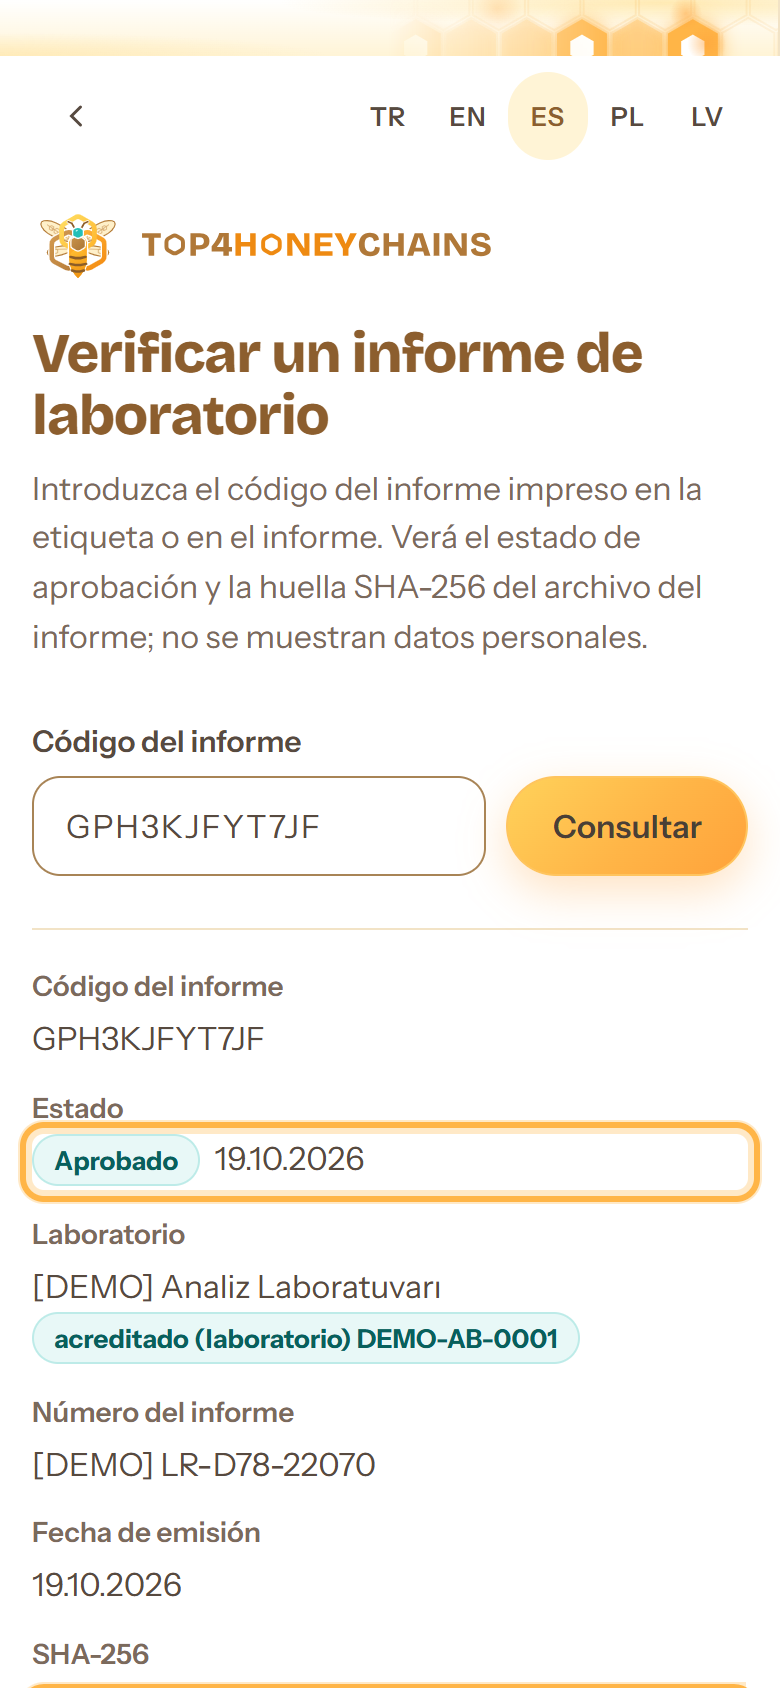 TR EN ES PL LV
TOP4HONEYCHAINS
Verificar un informe de
laboratorio
Introduzca el código del informe impreso en la
etiqueta o en el informe. Verá el estado de
aprobación y la huella SHA-256 del archivo del
informe; no se muestran datos personales.
Código del informe
GPH3KJFYT7JF
Consultar
Código del informe
GPH3KJFYT7JF
Estado
Aprobado 19.10.2026
Laboratorio
[DEMO] Analiz Laboratuvarı
acreditado (laboratorio) DEMO-AB-0001
Número del informe
[DEMO] LR-D78-22070
Fecha de emisión
19.10.2026
SHA-256